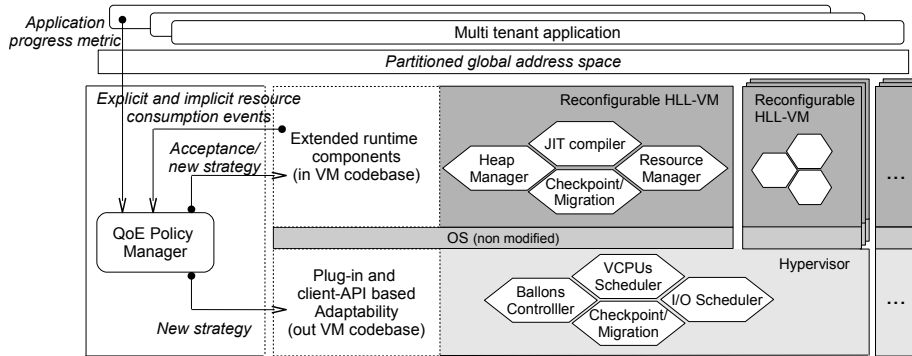 Application
progress metric
Multi tenant application
Partitioned global address space
Explicit and implicit resource
consumption events
Acceptance/
new strategy
Extended runtime
components
(in VM codebase)
Reconfigurable HLL-VM
JIT compiler
Heap
Manager
Resource
Manager
Checkpoint/
Migration
Reconfigurable
HLL-VM
...
QoE Policy
Manager
OS (non modified)
New strategy
Plug-in and
client-API based
Adaptability
(out VM codebase)
Hypervisor
VCPUs
Scheduler
Ballons
Controlller
I/O Scheduler
Checkpoint/
Migration
...